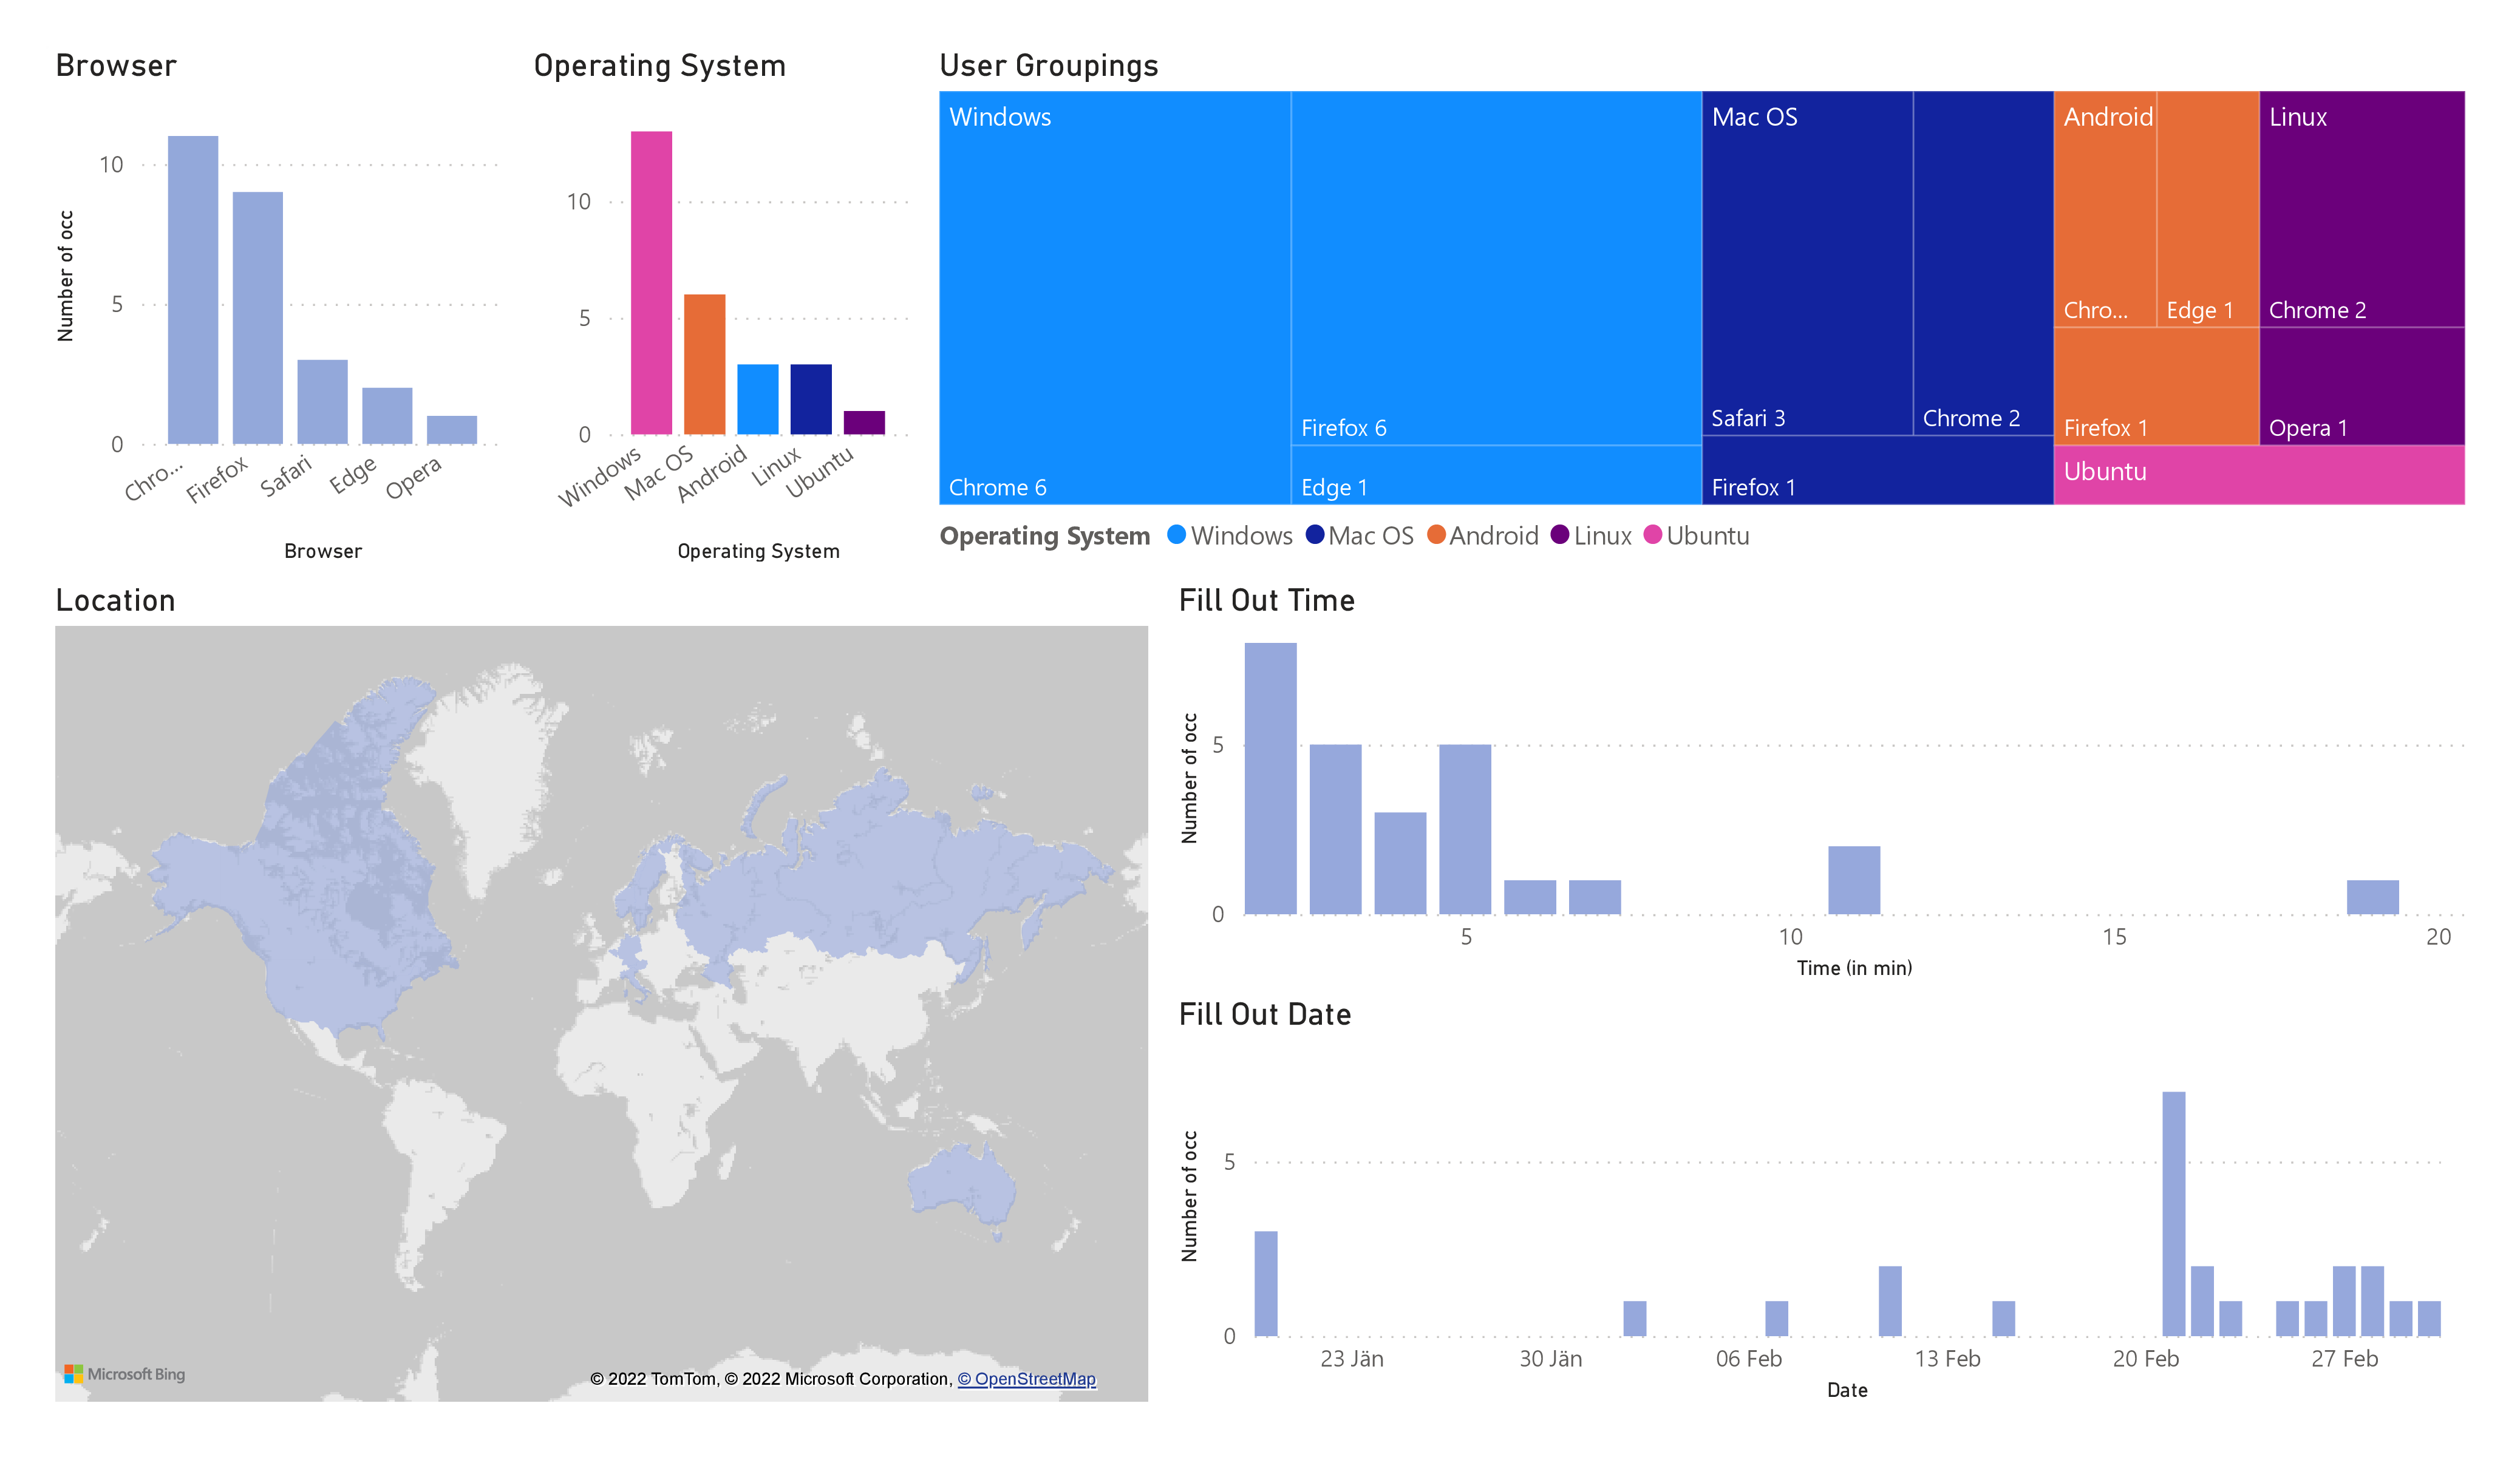 Browser
Number of occ
10
5
0
Chro...
Firefox
Safari
Edge
Opera
Browser
Operating System
10
5
0
Windows
Mac OS
Android
Linux
Ubuntu
Operating System
User Groupings
Windows
Chrome 6
Firefox 6
Edge 1
Mac OS
Safari 3
Chrome 2
Firefox 1
Android
Chro...
Edge 1
Firefox 1
Linux
Chrome 2
Opera 1
Ubuntu
Operating System Windows Mac OS Android Linux Ubuntu
Location
Microsoft Bing
© 2022 TomTom, © 2022 Microsoft Corporation, © OpenStreetMap
Fill Out Time
Number of occ
5
0
5 10 15 20
Time (in min)
Fill Out Date
Number of occ
5
0
23 Jän 30 Jän 06 Feb 13 Feb 20 Feb 27 Feb
Date